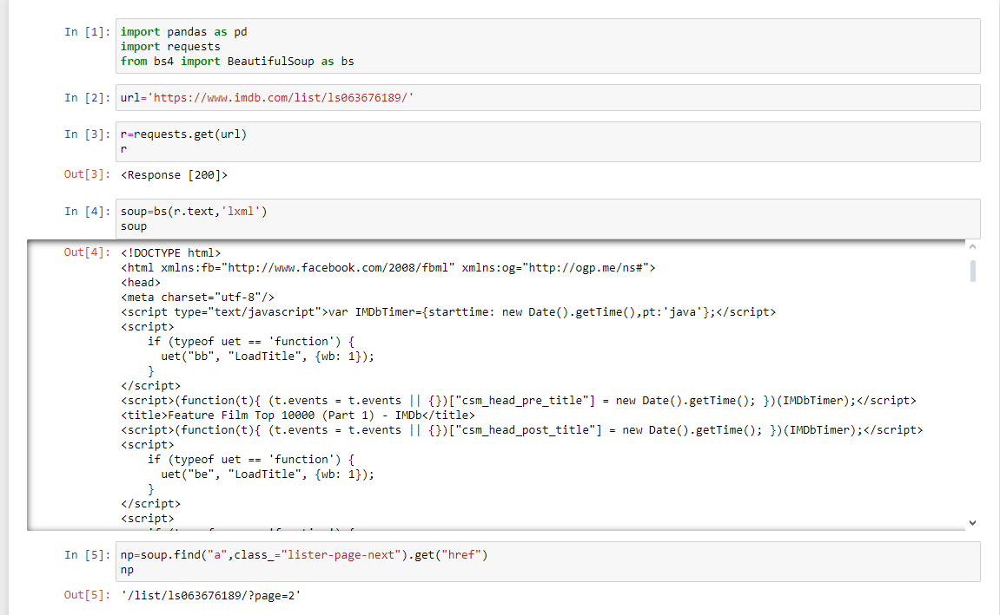 In [1]: import pandas as pd
import requests
from bs4 import BeautifulSoup as bs
In [2]: url='https://www.imdb.com/list/ls063676189/'
In [3]: r=requests.get(url)
r
Out[3]: <Response [200]>
In [4]: soup=bs(r.text,'lxml')
soup
Out[4]: <!DOCTYPE html>
<html xmlns:fb="http://www.facebook.com/2008/fbml" xmlns:og="http://ogp.me/ns#">
<head>
<meta charset="utf-8"/>
<script type="text/javascript">var IMDbTimer={starttime: new Date().getTime(),pt:'java'};</script>
<script>
    if (typeof uet == 'function') {
      uet("bb", "LoadTitle", {wb: 1});
    }
</script>
<script>(function(t){ (t.events = t.events || {})["csm_head_pre_title"] = new Date().getTime(); })(IMDbTimer);</script>
<title>Feature Film Top 10000 (Part 1) - IMDb</title>
<script>(function(t){ (t.events = t.events || {})["csm_head_post_title"] = new Date().getTime(); })(IMDbTimer);</script>
<script>
    if (typeof uet == 'function') {
      uet("be", "LoadTitle", {wb: 1});
    }
</script>
<script>
In [5]: np=soup.find("a",class_="lister-page-next").get("href")
np
Out[5]: '/list/ls063676189/?page=2'